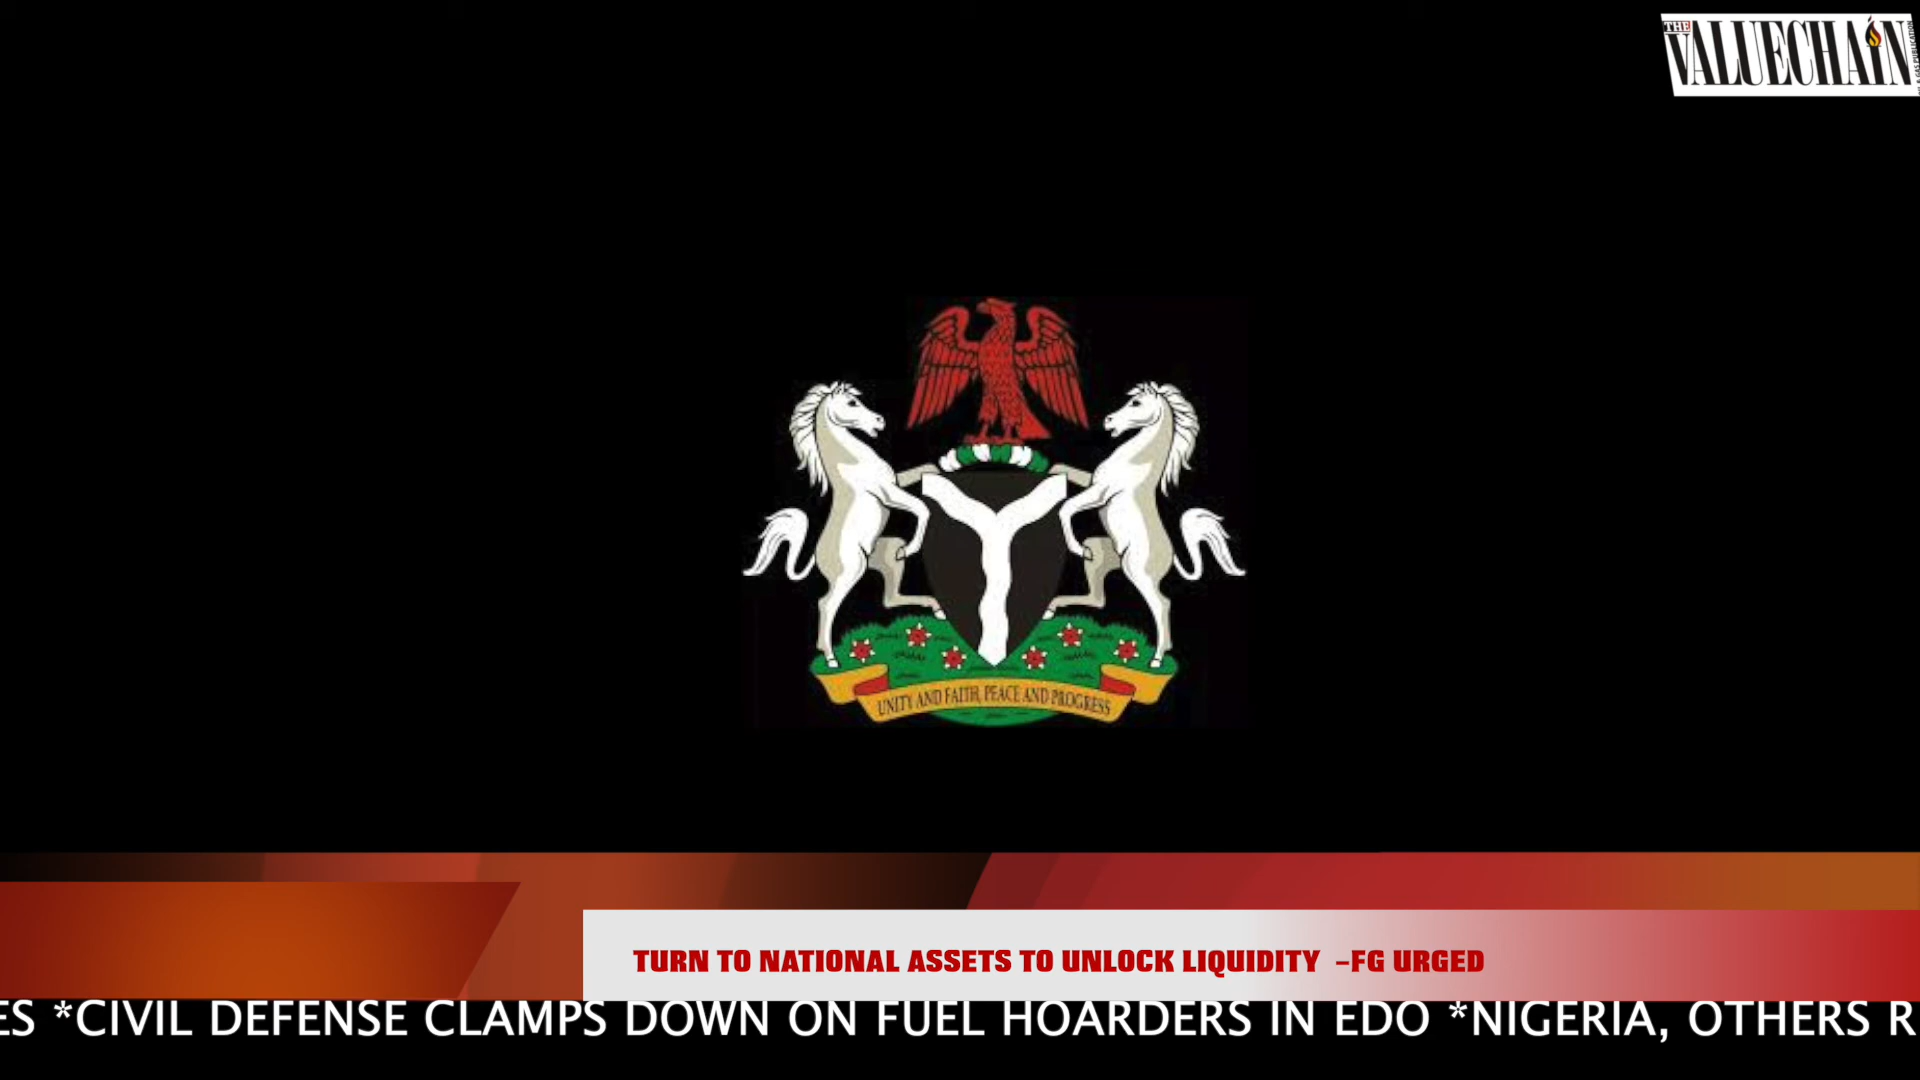 THE
VALUECHAIN
UNITY AND FAITH, PEACE AND PROGRESS
TURN TO NATIONAL ASSETS TO UNLOCK LIQUIDITY –FG URGED
ES *CIVIL DEFENSE CLAMPS DOWN ON FUEL HOARDERS IN EDO *NIGERIA, OTHERS R